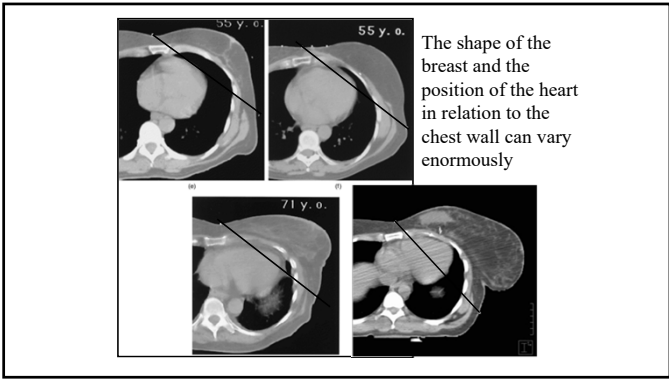 55 y. o.
55 y. o.
The shape of the
breast and the
position of the heart
in relation to the
chest wall can vary
enormously
(e)
(f)
71 y. o.